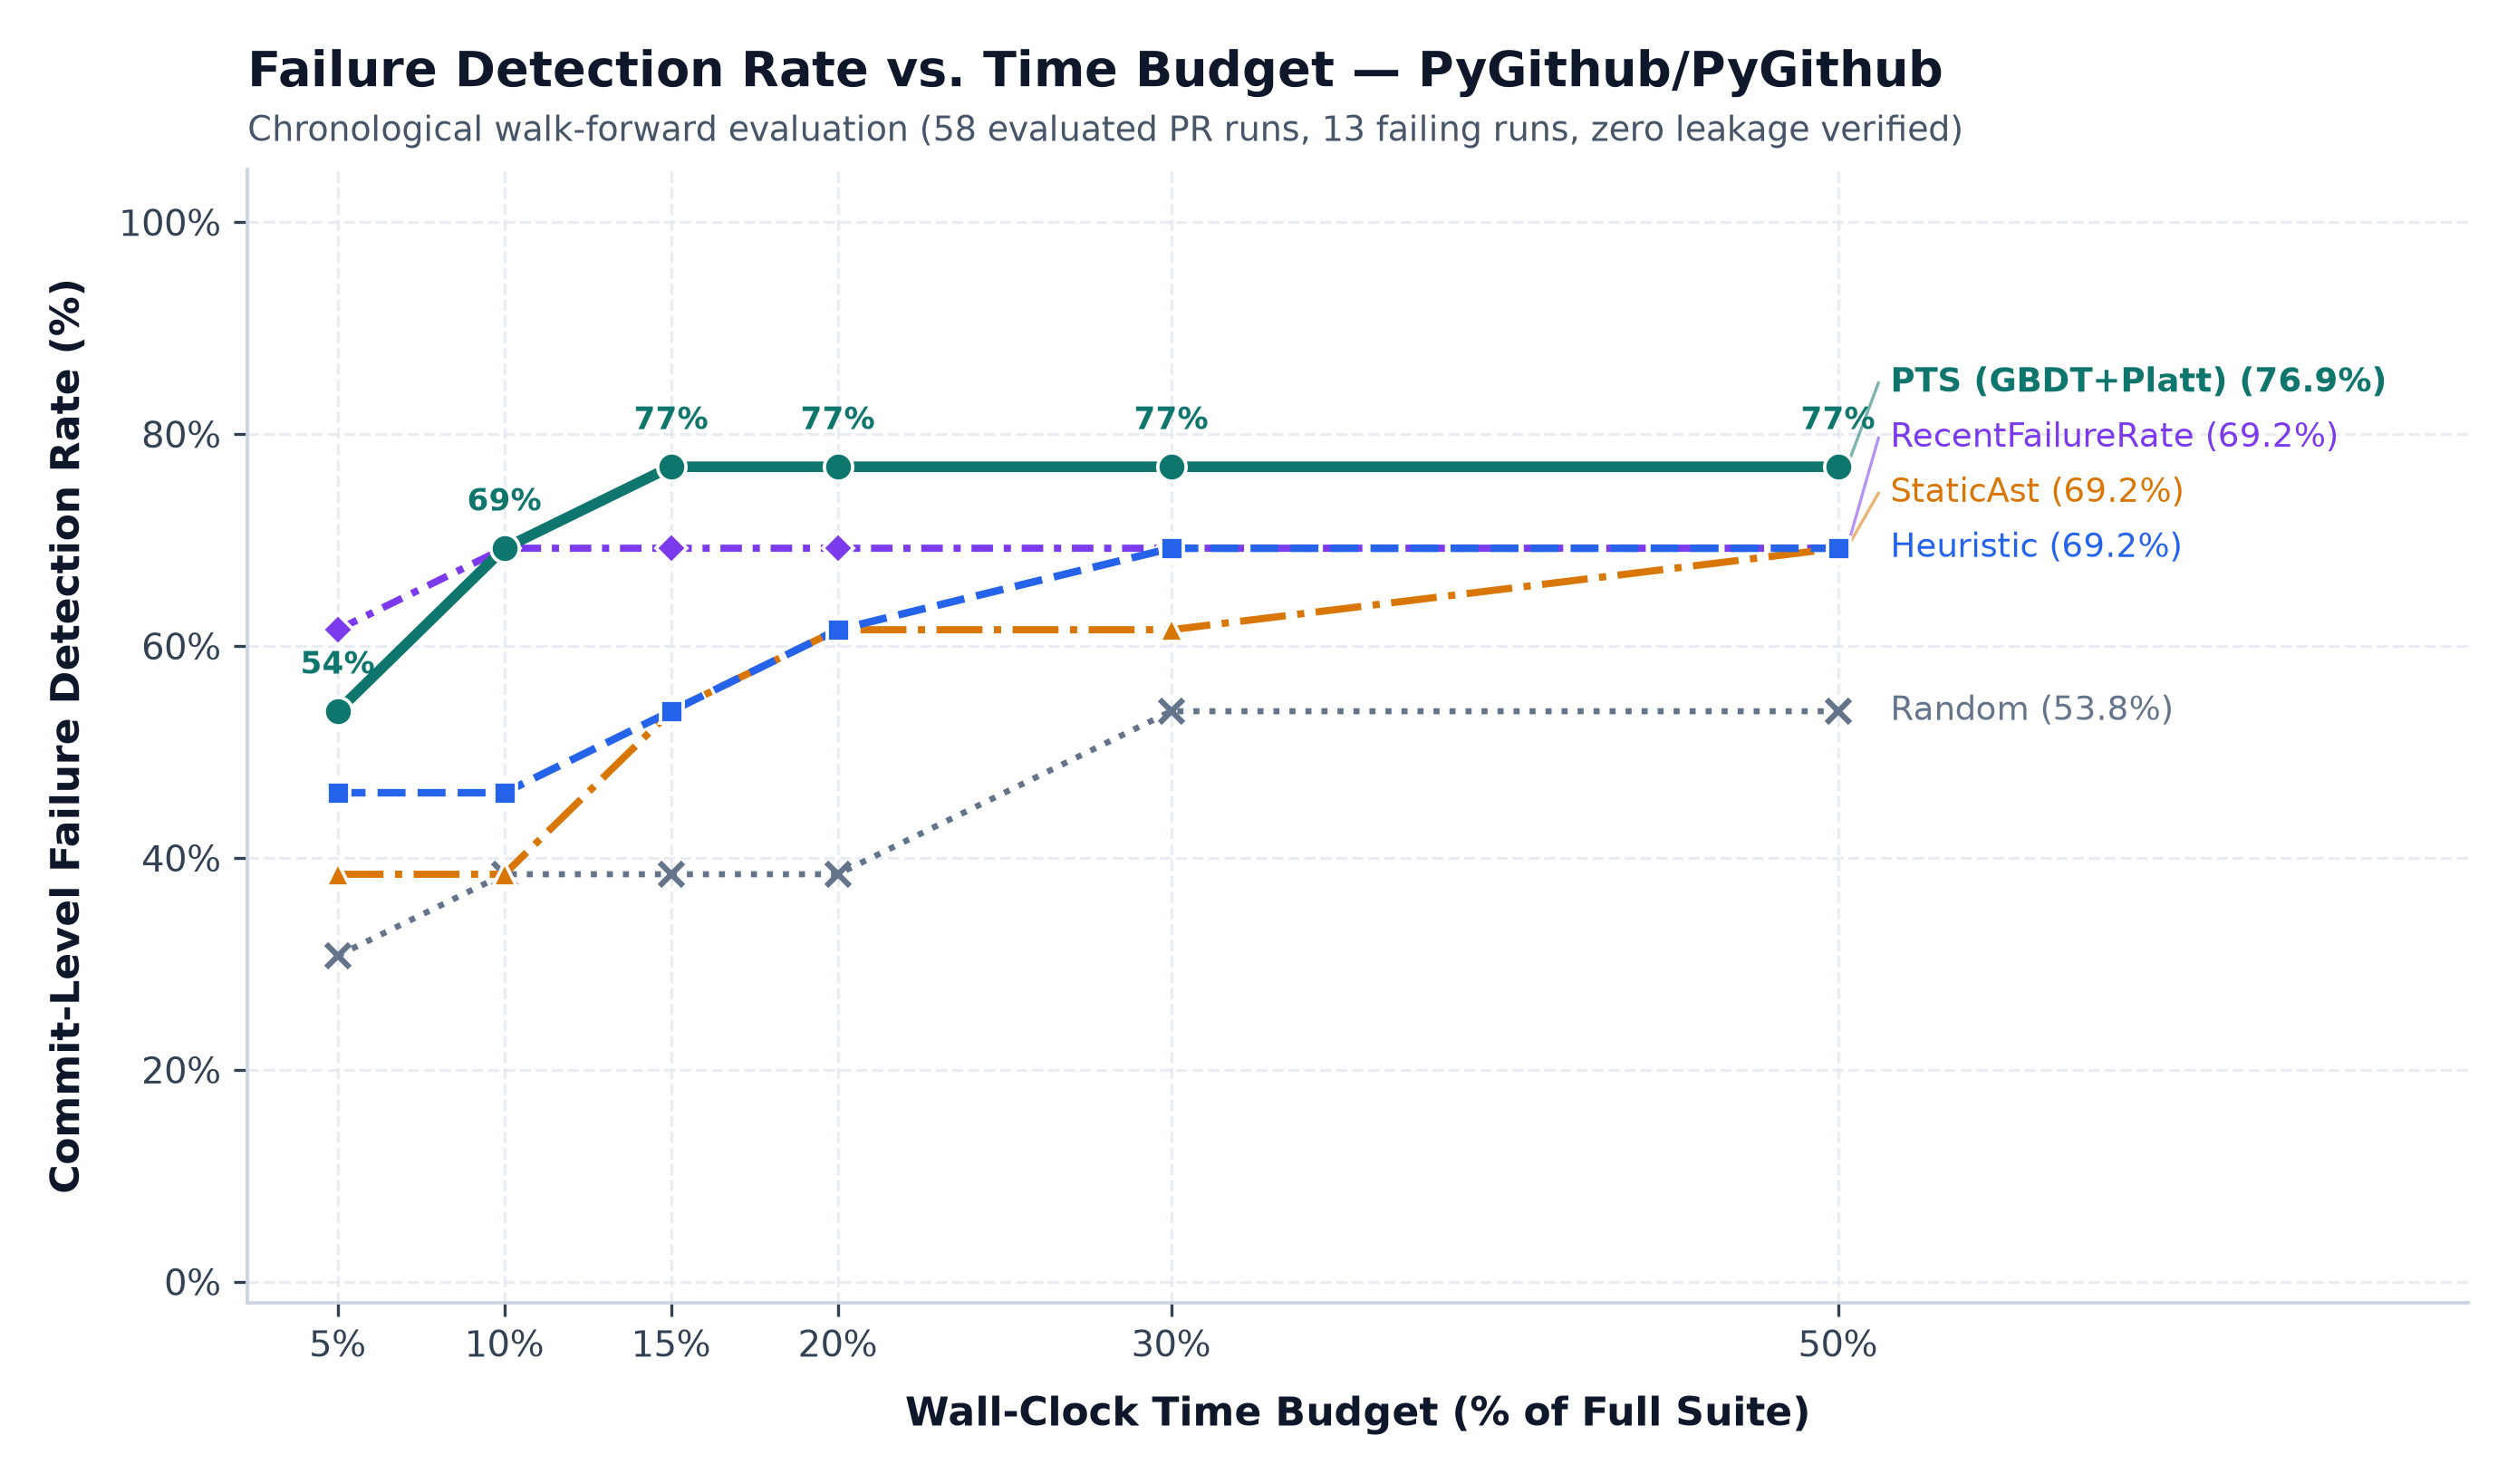 Failure Detection Rate vs. Time Budget — PyGithub/PyGithub
Chronological walk-forward evaluation (58 evaluated PR runs, 13 failing runs, zero leakage verified)
Commit-Level Failure Detection Rate (%)
100%
80%
60%
40%
20%
0%
54%
69%
77%
77%
77%
77%
PTS (GBDT+Platt) (76.9%)
RecentFailureRate (69.2%)
StaticAst (69.2%)
Heuristic (69.2%)
Random (53.8%)
5%
10%
15%
20%
30%
50%
Wall-Clock Time Budget (% of Full Suite)